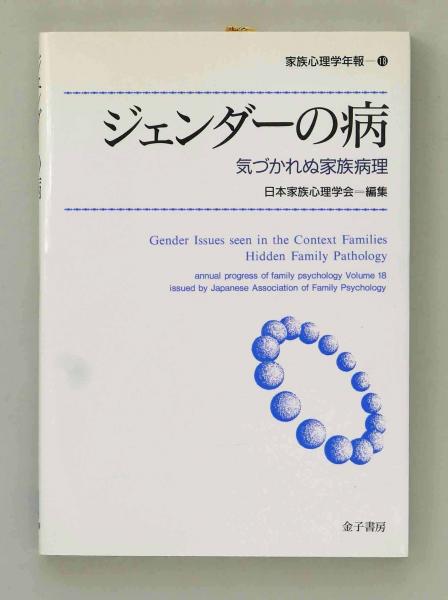 家族心理学年報─⓲
ジェンダーの病
気づかれぬ家族病理
日本家族心理学会＝編集
Gender Issues seen in the Context Families
Hidden Family Pathology
annual progress of family psychology Volume 18
issued by Japanese Association of Family Psychology
金子書房